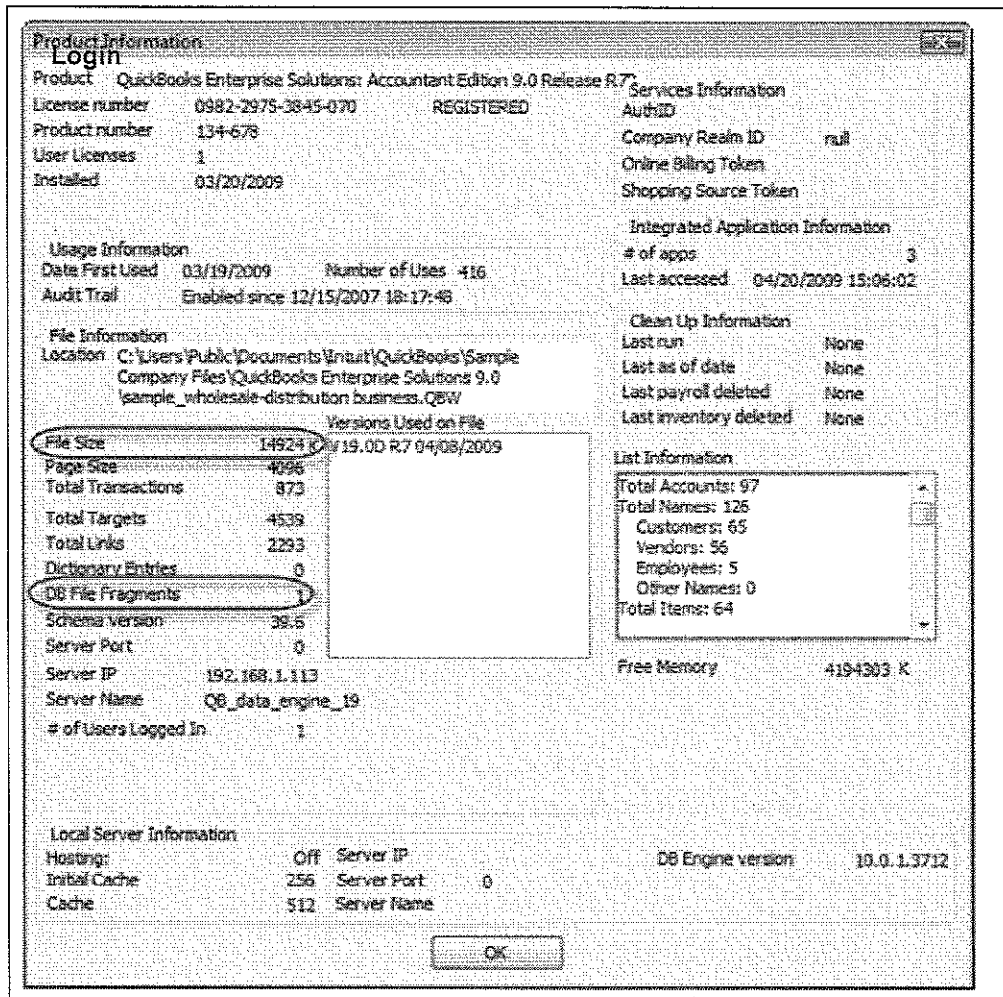 Product Information
Login
Product QuickBooks Enterprise Solutions: Accountant Edition 9.0 Release R7
License number 0982-2975-3845-070 REGISTERED
Product number 134-678
User Licenses 1
Installed 03/20/2009
Services Information
AuthID
Company Realm ID null
Online Billing Token
Shopping Source Token
Usage Information
Date First Used 03/19/2009 Number of Uses 416
Audit Trail Enabled since 12/15/2007 18:17:48
Integrated Application Information
# of apps 3
Last accessed 04/20/2009 15:06:02
File Information
Location C:\Users\Public\Documents\Intuit\QuickBooks\Sample
Company Files\QuickBooks Enterprise Solutions 9.0
\sample_wholesale-distribution business.QBW
Clean Up Information
Last run None
Last as of date None
Last payroll deleted None
Last inventory deleted None
Versions Used on File
V19.0D R7 04/08/2009
File Size 14924 K
Page Size 4096
Total Transactions 873
Total Targets 4539
Total Links 2293
Dictionary Entries 0
DB File Fragments 1
Schema version 39.6
Server Port 0
Server IP 192.168.1.113
Server Name QB_data_engine_19
# of Users Logged In 1
List Information
Total Accounts: 97
Total Names: 126
Customers: 65
Vendors: 56
Employees: 5
Other Names: 0
Total Items: 64
Free Memory 4194303 K
Local Server Information
Hosting: Off Server IP
Initial Cache 256 Server Port 0
Cache 512 Server Name
DB Engine version 10.0.1.3712
OK